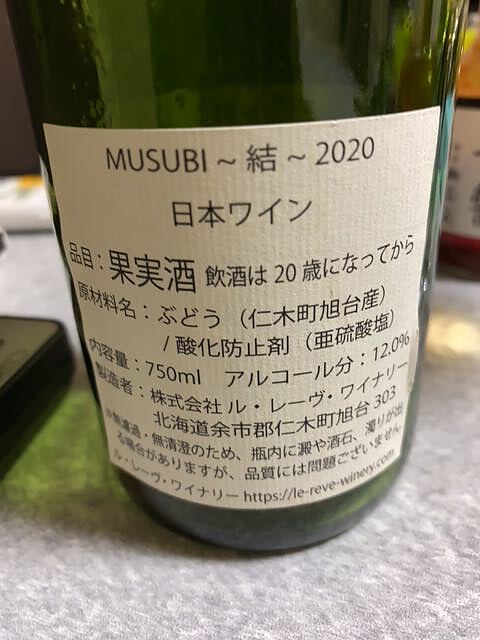 MUSUBI ~ 結 ~ 2020
日本ワイン
品目：果実酒 飲酒は20歳になってから
原材料名：ぶどう（仁木町旭台産）
/ 酸化防止剤（亜硫酸塩）
内容量：750ml アルコール分：12.0%
製造者：株式会社 ル・レーヴ・ワイナリー
北海道余市郡仁木町旭台 303
※無濾過・無清澄のため、瓶内に澱や酒石、濁りが出
る場合がありますが、品質には問題ございません。
ル・レーヴ・ワイナリー https://le-reve-winery.com